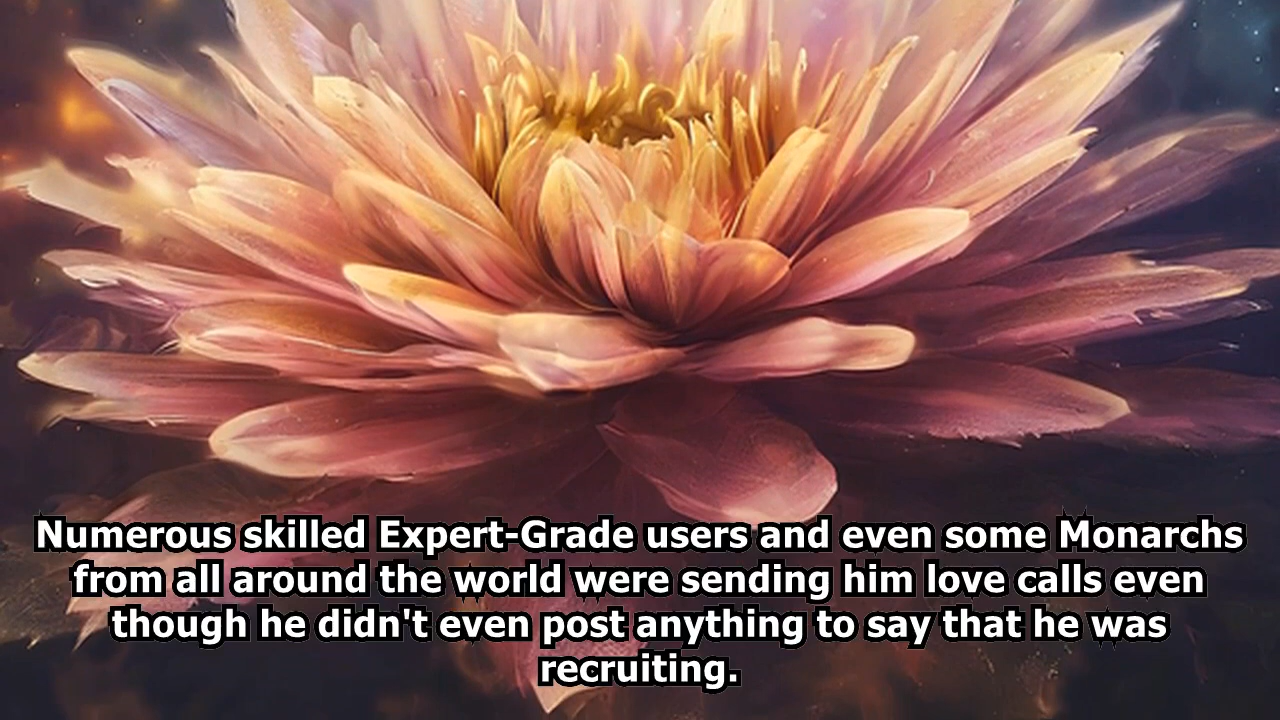 Numerous skilled Expert-Grade users and even some Monarchs
from all around the world were sending him love calls even
though he didn't even post anything to say that he was
recruiting.